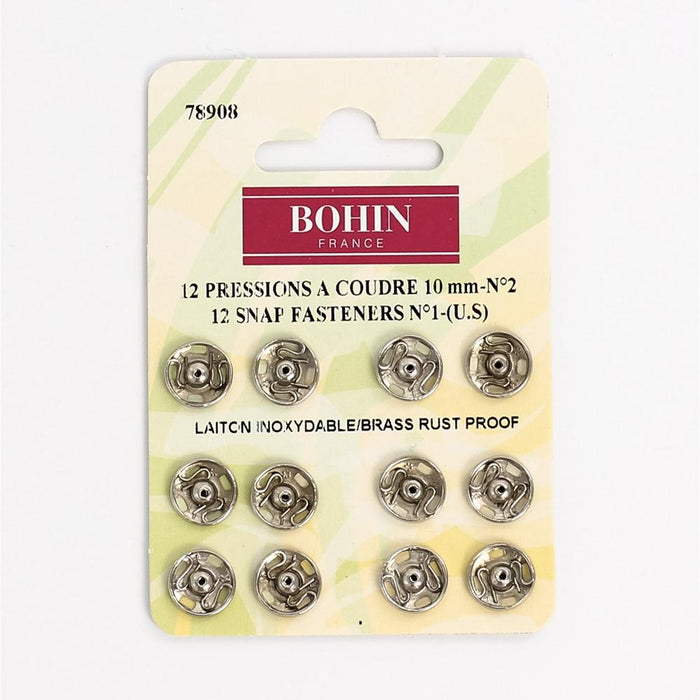 78908
BOHIN
FRANCE
12 PRESSIONS A COUDRE 10 mm-N°2
12 SNAP FASTENERS N°1-(U.S)
LAITON INOXYDABLE/BRASS RUST PROOF